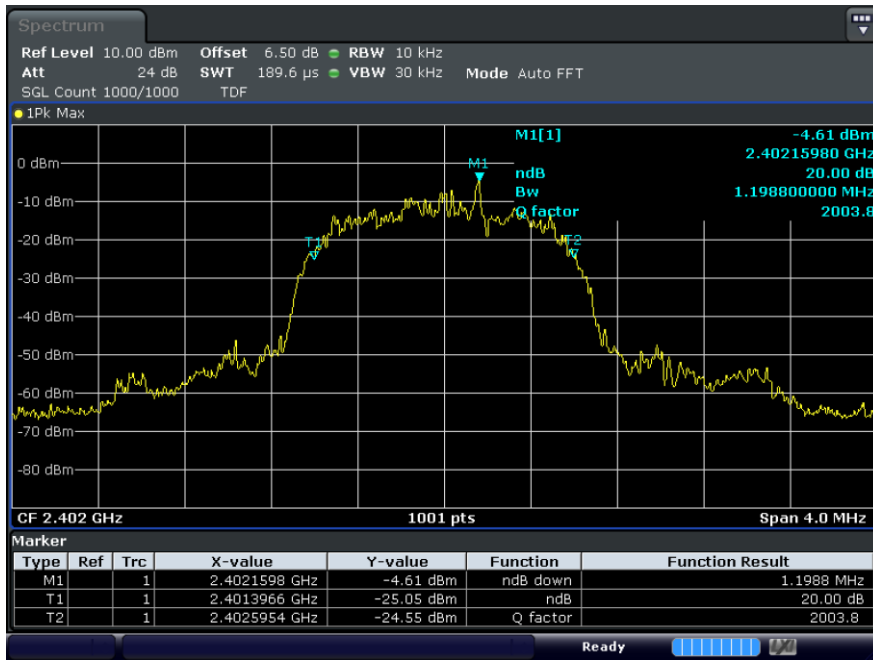 Spectrum
Ref Level 10.00 dBm Offset 6.50 dB RBW 10 kHz
Att 24 dB SWT 189.6 µs VBW 30 kHz Mode Auto FFT
SGL Count 1000/1000 TDF
1Pk Max
M1[1] -4.61 dBm
2.40215980 GHz
0 dBm
M1
ndB 20.00 dB
Bw 1.198800000 MHz
-10 dBm
Q factor 2003.8
-20 dBm
T1
T2
-30 dBm
-40 dBm
-50 dBm
-60 dBm
-70 dBm
-80 dBm
CF 2.402 GHz 1001 pts Span 4.0 MHz
Marker
Type Ref Trc X-value Y-value Function Function Result
M1 1 2.4021598 GHz -4.61 dBm ndB down 1.1988 MHz
T1 1 2.4013966 GHz -25.05 dBm ndB 20.00 dB
T2 1 2.4025954 GHz -24.55 dBm Q factor 2003.8
Ready